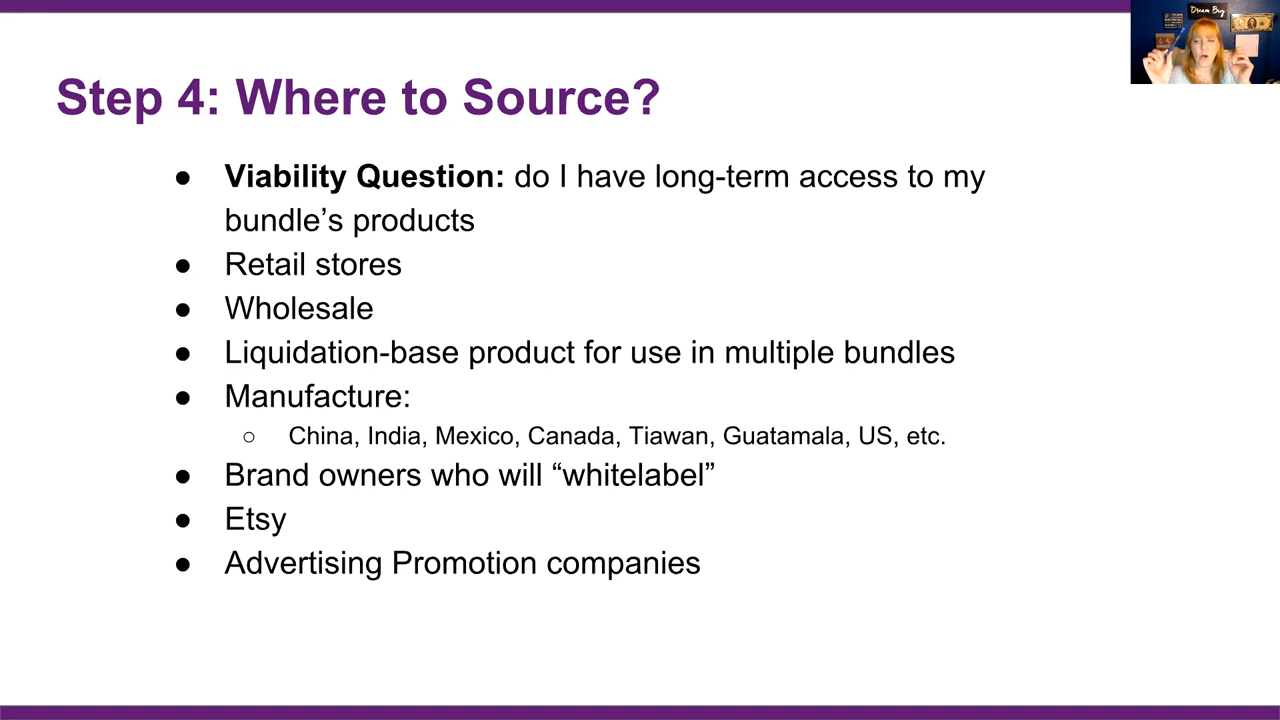 Dream Big
Step 4: Where to Source?
● Viability Question: do I have long-term access to my
bundle’s products
● Retail stores
● Wholesale
● Liquidation-base product for use in multiple bundles
● Manufacture:
○ China, India, Mexico, Canada, Tiawan, Guatamala, US, etc.
● Brand owners who will “whitelabel”
● Etsy
● Advertising Promotion companies